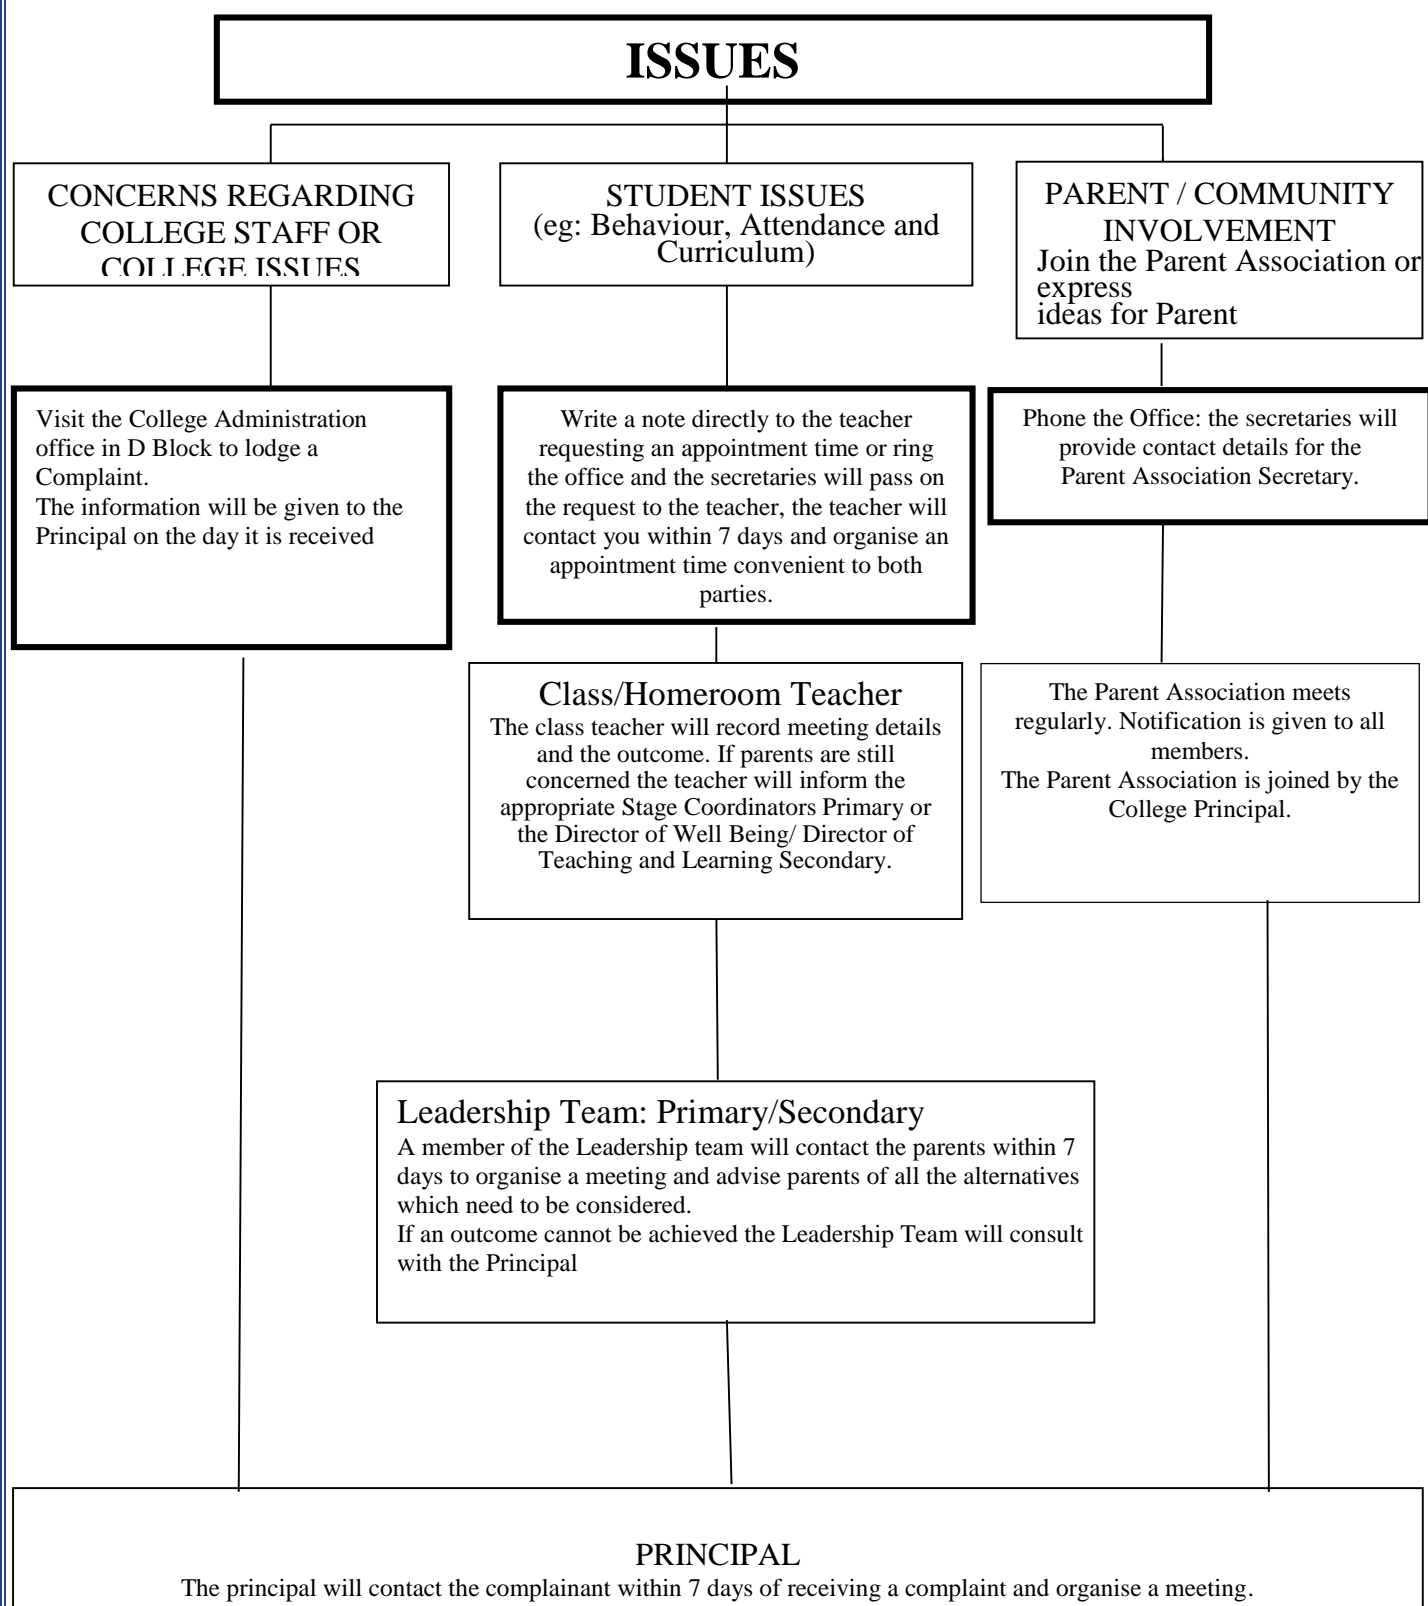 ISSUES
CONCERNS REGARDING
COLLEGE STAFF OR
COLLEGE ISSUES
STUDENT ISSUES
(eg: Behaviour, Attendance and
Curriculum)
PARENT / COMMUNITY
INVOLVEMENT
Join the Parent Association or
express
ideas for Parent
Visit the College Administration
office in D Block to lodge a
Complaint.
The information will be given to the
Principal on the day it is received
Write a note directly to the teacher
requesting an appointment time or ring
the office and the secretaries will pass on
the request to the teacher, the teacher will
contact you within 7 days and organise an
appointment time convenient to both
parties.
Phone the Office: the secretaries will
provide contact details for the
Parent Association Secretary.
Class/Homeroom Teacher
The class teacher will record meeting details
and the outcome. If parents are still
concerned the teacher will inform the
appropriate Stage Coordinators Primary or
the Director of Well Being/ Director of
Teaching and Learning Secondary.
The Parent Association meets
regularly. Notification is given to all
members.
The Parent Association is joined by the
College Principal.
Leadership Team: Primary/Secondary
A member of the Leadership team will contact the parents within 7
days to organise a meeting and advise parents of all the alternatives
which need to be considered.
If an outcome cannot be achieved the Leadership Team will consult
with the Principal
PRINCIPAL
The principal will contact the complainant within 7 days of receiving a complaint and organise a meeting.